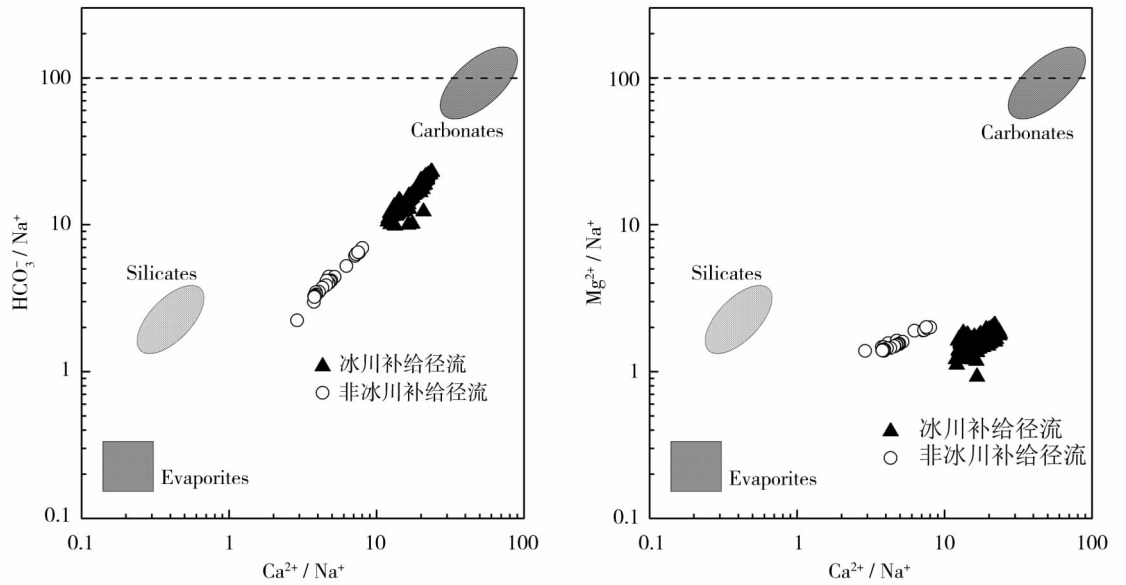 100
10
1
0.1
HCO₃⁻ / Na⁺
Carbonates
Silicates
冰川补给径流
非冰川补给径流
Evaporites
0.1
1
10
100
Ca²⁺ / Na⁺
100
10
1
0.1
Mg²⁺ / Na⁺
Carbonates
Silicates
冰川补给径流
非冰川补给径流
Evaporites
0.1
1
10
100
Ca²⁺ / Na⁺